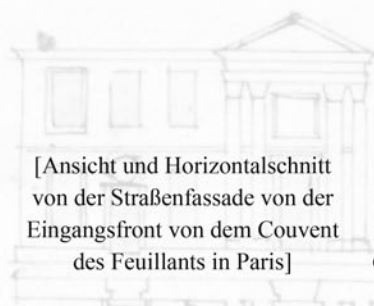 [Ansicht und Horizontalschnitt
von der Straßenfassade von der
Eingangsfront von dem Couvent
des Feuillants in Paris]